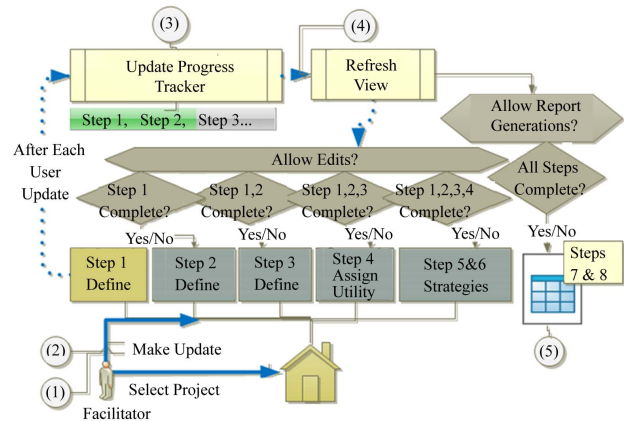 (3)
(4)
Update Progress
Tracker
Refresh
View
Step 1, Step 2, Step 3...
Allow Report
Generations?
After Each
User
Update
Allow Edits?
All Steps
Complete?
Step 1
Complete?
Step 1,2
Complete?
Step 1,2,3
Complete?
Step 1,2,3,4
Complete?
Yes/No
Yes/No
Yes/No
Yes/No
Yes/No
Step 1
Define
Step 2
Define
Step 3
Define
Step 4
Assign
Utility
Step 5&6
Strategies
Steps
7 & 8
(2)
Make Update
(5)
(1)
Select Project
Facilitator